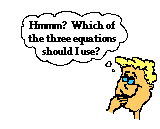 Hmmm?  Which of
the three equations
should I use?